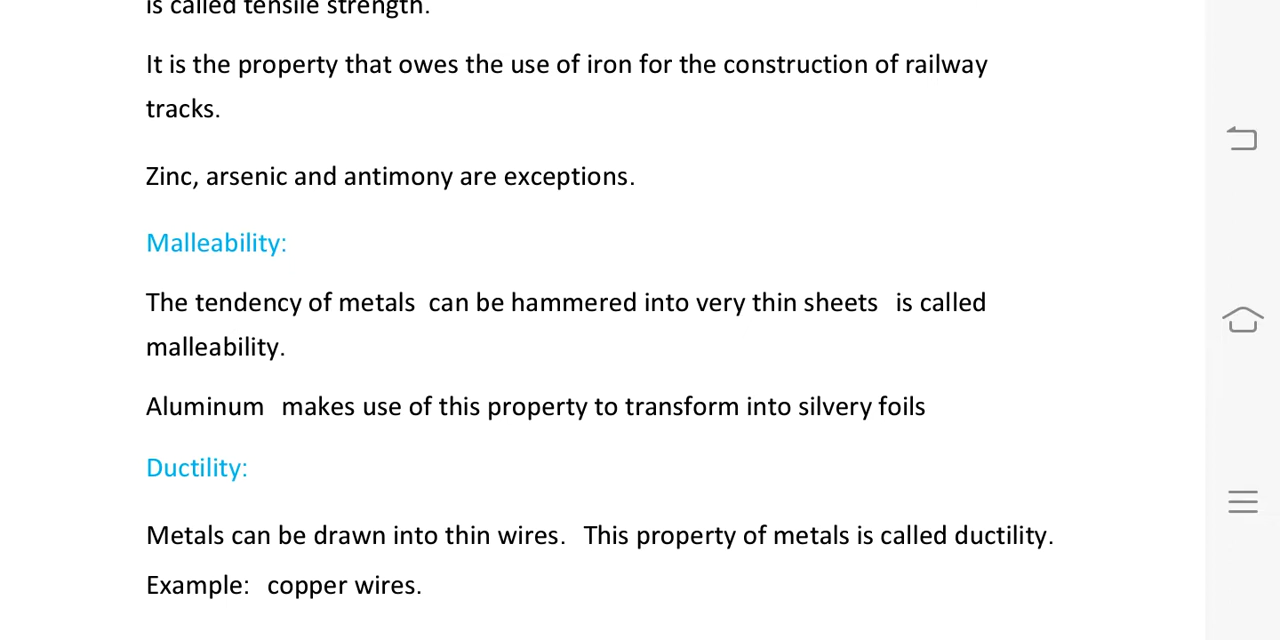 is called tensile strength.
It is the property that owes the use of iron for the construction of railway
tracks.
Zinc, arsenic and antimony are exceptions.
Malleability:
The tendency of metals can be hammered into very thin sheets is called
malleability.
Aluminum makes use of this property to transform into silvery foils
Ductility:
Metals can be drawn into thin wires. This property of metals is called ductility.
Example: copper wires.